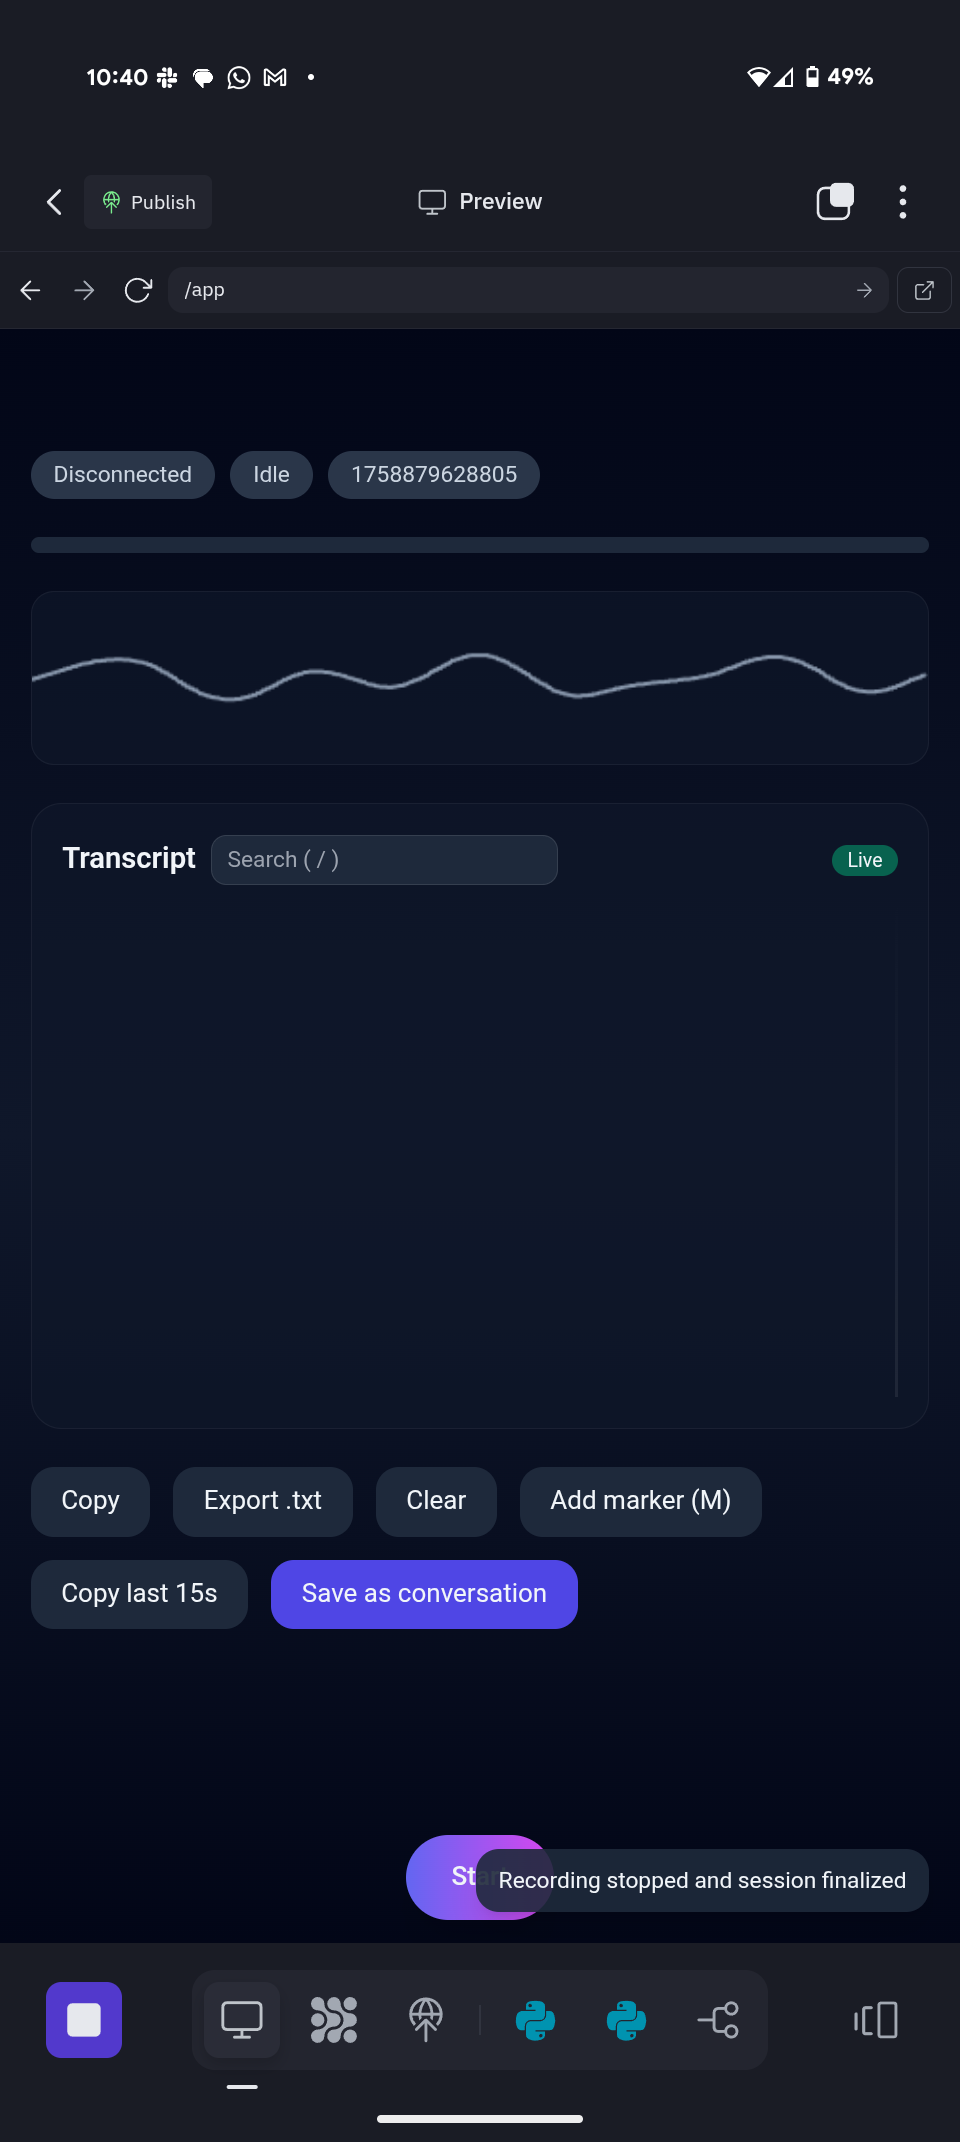 10:40
49%
Publish
Preview
/app
Disconnected
Idle
1758879628805
Transcript
Search ( / )
Live
Copy
Export .txt
Clear
Add marker (M)
Copy last 15s
Save as conversation
Start
Recording stopped and session finalized